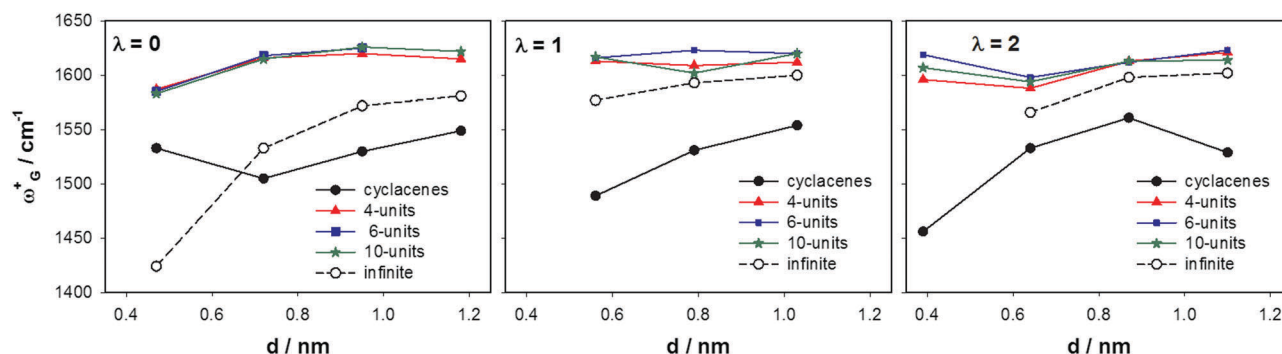 1650
1600
1550
1500
1450
1400
ω⁺G / cm⁻¹
λ = 0
cyclacenes
4-units
6-units
10-units
infinite
0.4 0.6 0.8 1.0 1.2
d / nm
λ = 1
cyclacenes
4-units
6-units
10-units
infinite
0.4 0.6 0.8 1.0 1.2
d / nm
λ = 2
cyclacenes
4-units
6-units
10-units
infinite
0.4 0.6 0.8 1.0 1.2
d / nm